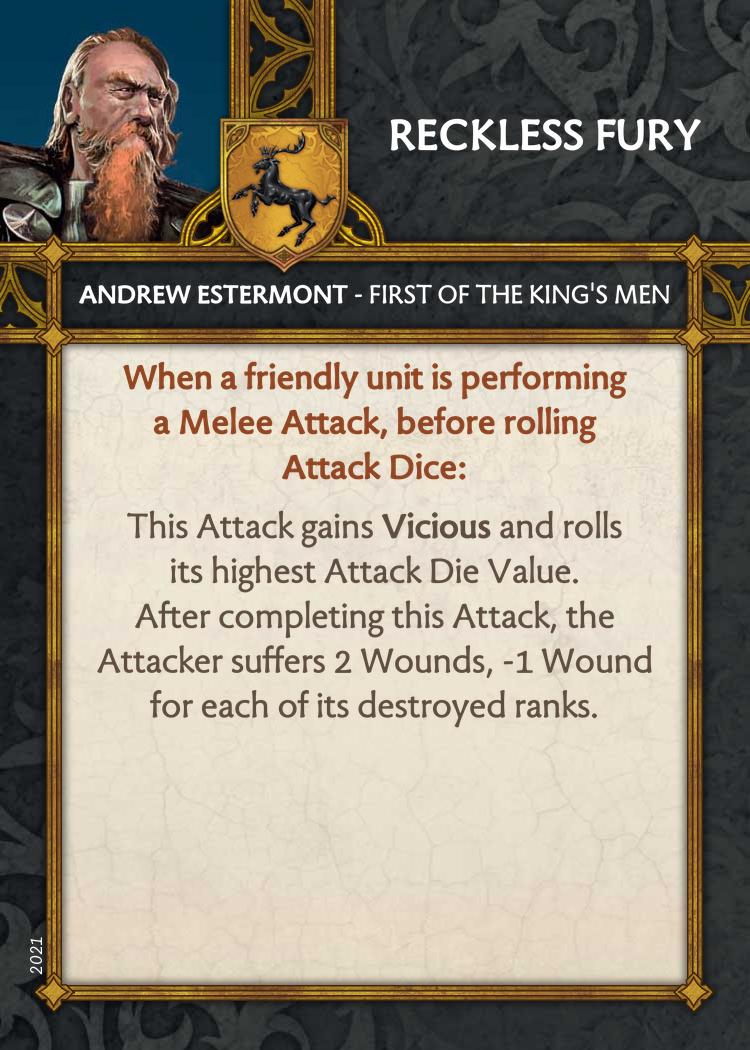 RECKLESS FURY
ANDREW ESTERMONT - FIRST OF THE KING'S MEN
When a friendly unit is performing
a Melee Attack, before rolling
Attack Dice:
This Attack gains Vicious and rolls
its highest Attack Die Value.
After completing this Attack, the
Attacker suffers 2 Wounds, -1 Wound
for each of its destroyed ranks.
2021